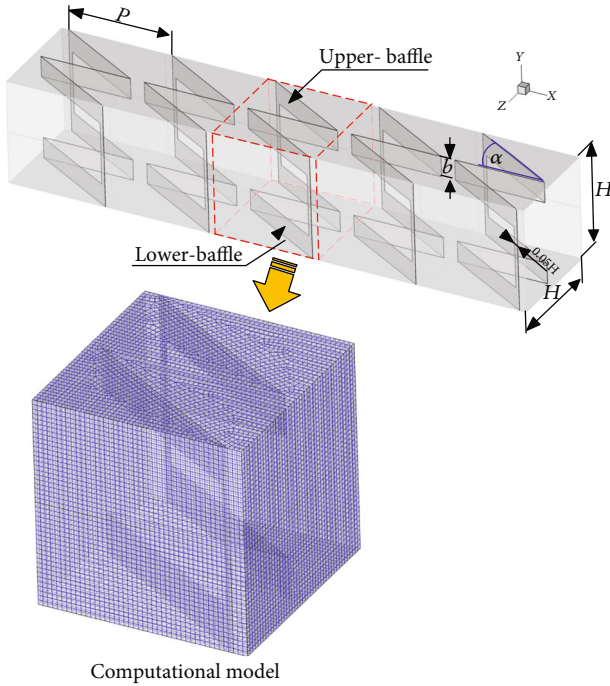 P
Upper- baffle
Y
Z
X
α
b
H
Lower-baffle
0.05H
H
Computational model